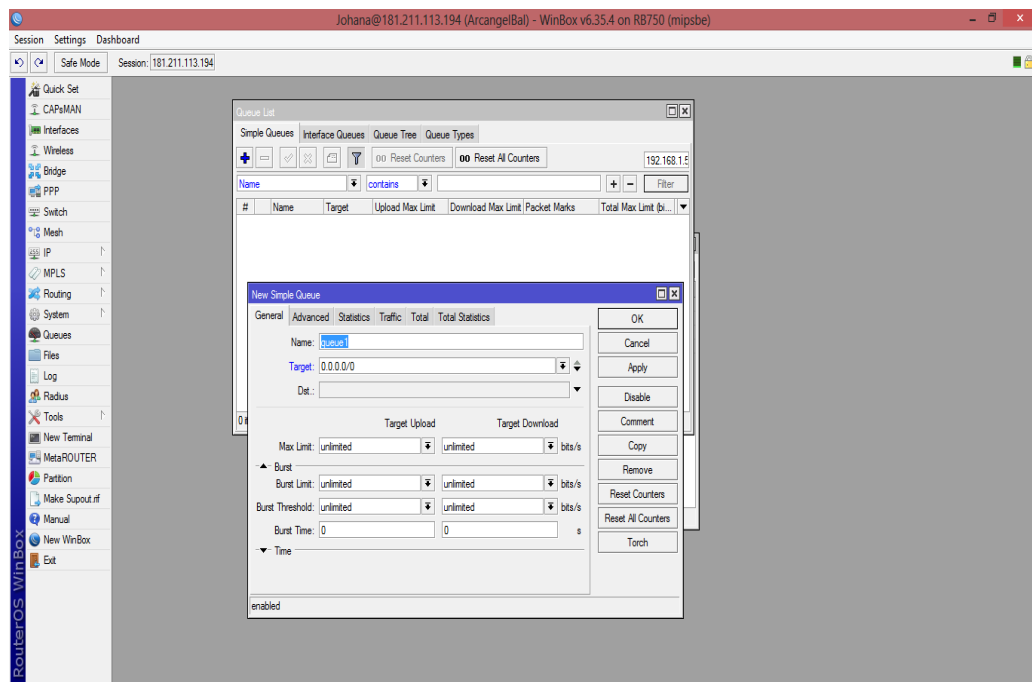 Johana@181.211.113.194 (ArcangelBal) - WinBox v6.35.4 on RB750 (mipsbe)
Session Settings Dashboard
Safe Mode Session: 181.211.113.194
Quick Set
CAPsMAN
Interfaces
Wireless
Bridge
PPP
Switch
Mesh
IP
MPLS
Routing
System
Queues
Files
Log
Radius
Tools
New Terminal
MetaROUTER
Partition
Make Supout.rif
Manual
New WinBox
Exit
RouterOS WinBox
Queue List
Simple Queues Interface Queues Queue Tree Queue Types
00 Reset Counters 00 Reset All Counters 192.168.1.5
Name contains Filter
# Name Target Upload Max Limit Download Max Limit Packet Marks Total Max Limit (bi...
New Simple Queue
General Advanced Statistics Traffic Total Total Statistics
Name: queue1
Target: 0.0.0.0/0
Dst.:
Target Upload Target Download
Max Limit: unlimited unlimited bits/s
Burst
Burst Limit: unlimited unlimited bits/s
Burst Threshold: unlimited unlimited bits/s
Burst Time: 0 0 s
Time
enabled
OK
Cancel
Apply
Disable
Comment
Copy
Remove
Reset Counters
Reset All Counters
Torch